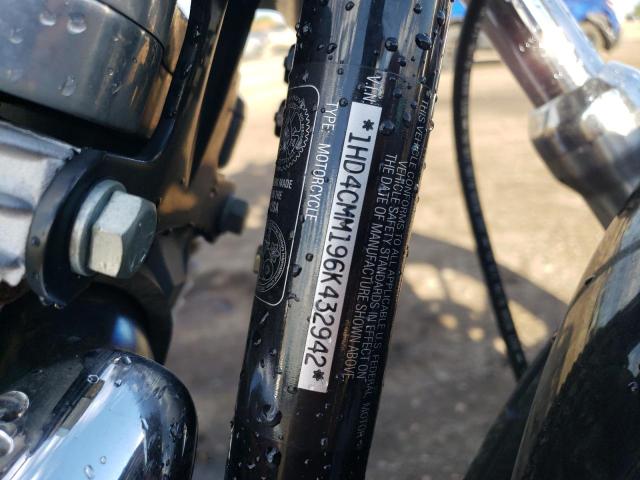 THIS VEHICLE CONFORMS TO ALL APPLICABLE U.S. FEDERAL MOTOR
VEHICLE SAFETY STANDARDS IN EFFECT ON
THE DATE OF MANUFACTURE SHOWN ABOVE.
*1HD4CMM196K432942*
TYPE: MOTORCYCLE
MADE